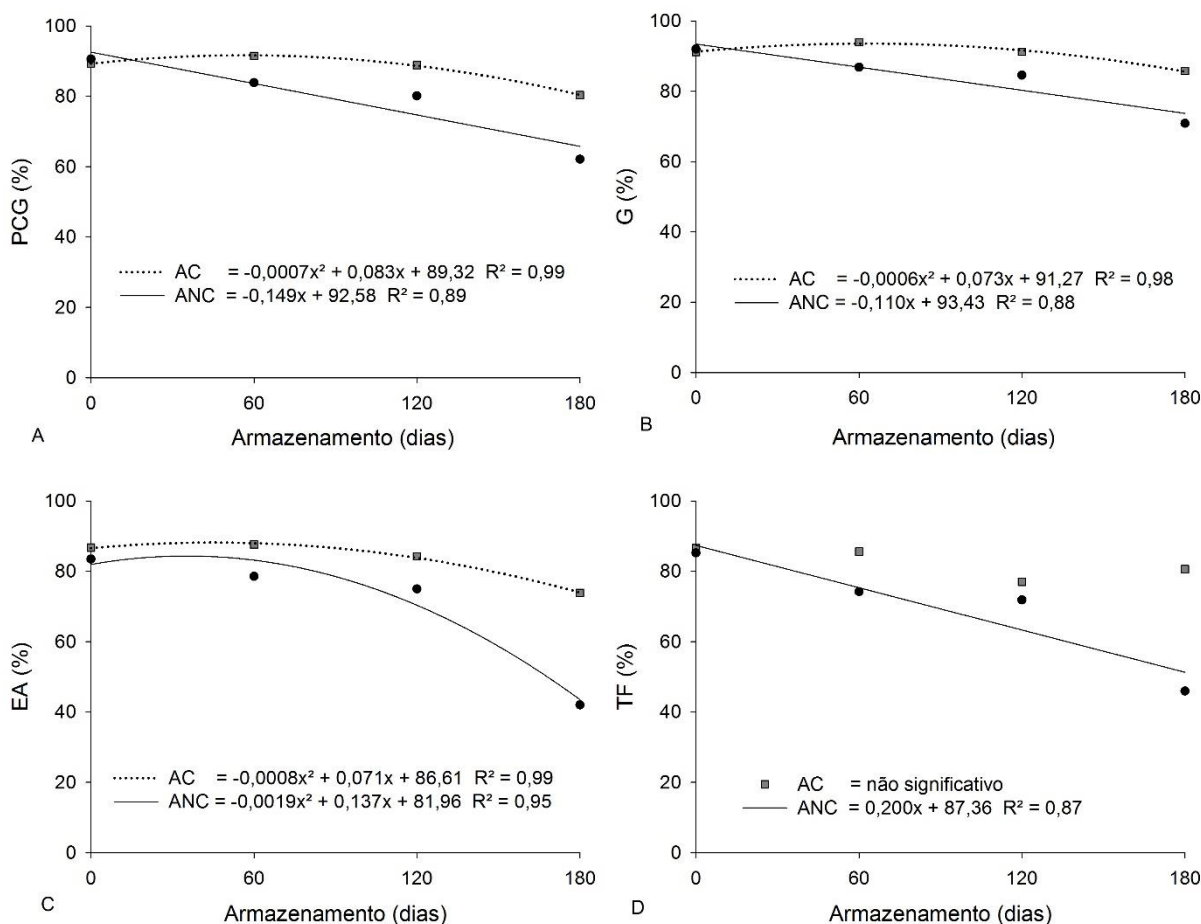 100
80
60
40
20
0
PCG (%)
AC = -0,0007x² + 0,083x + 89,32 R² = 0,99
ANC = -0,149x + 92,58 R² = 0,89
0 60 120 180
Armazenamento (dias)
A
100
80
60
40
20
0
G (%)
AC = -0,0006x² + 0,073x + 91,27 R² = 0,98
ANC = -0,110x + 93,43 R² = 0,88
0 60 120 180
Armazenamento (dias)
B
100
80
60
40
20
0
EA (%)
AC = -0,0008x² + 0,071x + 86,61 R² = 0,99
ANC = -0,0019x² + 0,137x + 81,96 R² = 0,95
0 60 120 180
Armazenamento (dias)
C
100
80
60
40
20
0
TF (%)
AC = não significativo
ANC = 0,200x + 87,36 R² = 0,87
0 60 120 180
Armazenamento (dias)
D